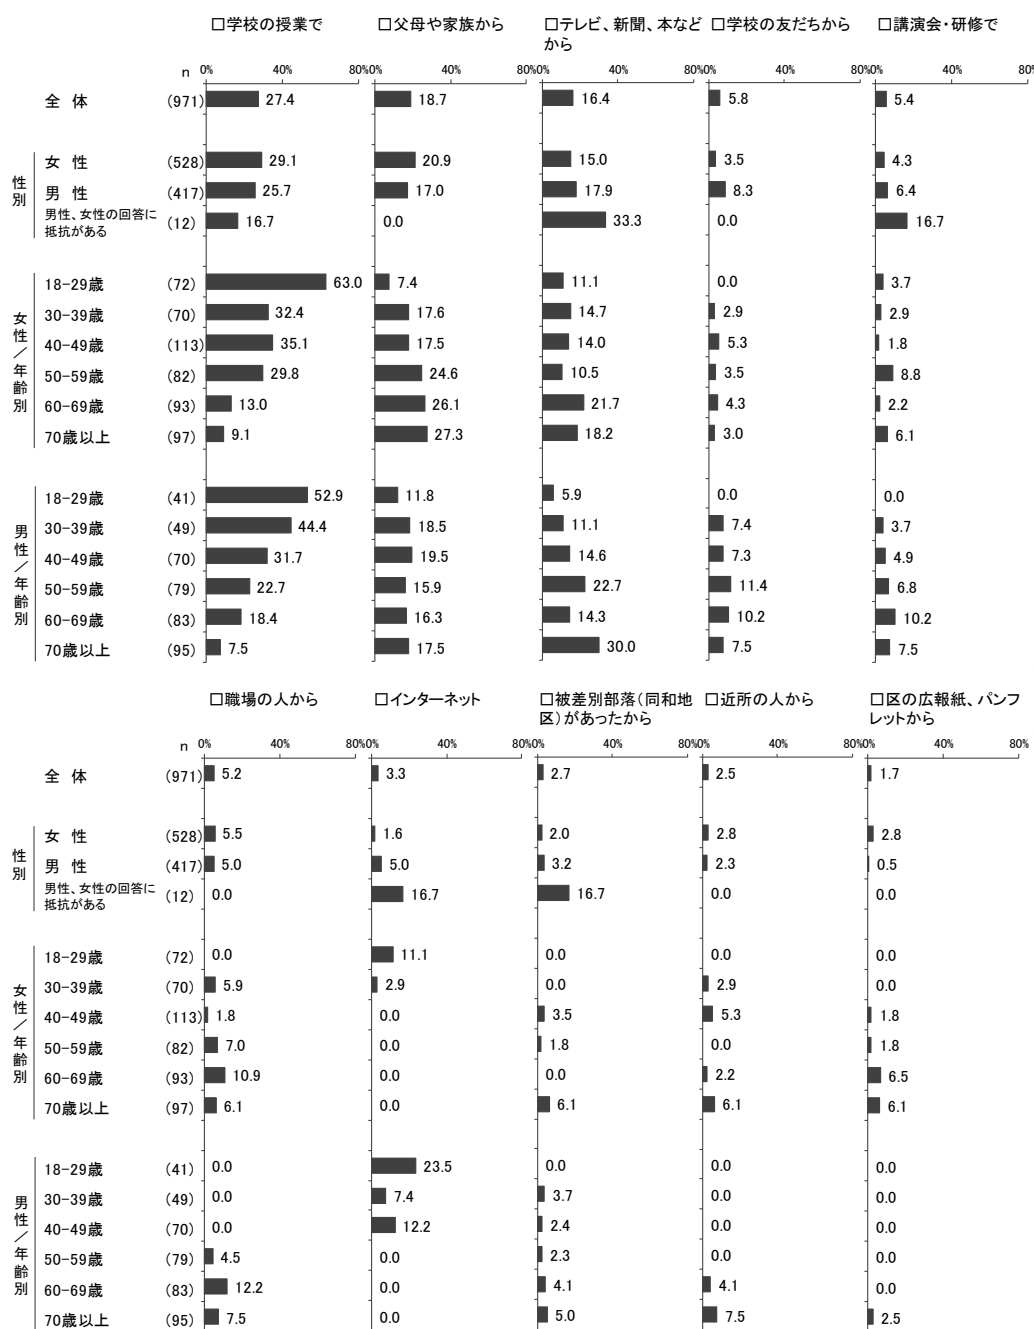 □学校の授業で □父母や家族から □テレビ、新聞、本など □学校の友だちから □講演会・研修で
から
n 0% 40% 80% 0% 40% 80% 0% 40% 80% 0% 40% 80% 0% 40% 80%
全 体 (971) 27.4 18.7 16.4 5.8 5.4
性別
女 性 (528) 29.1 20.9 15.0 3.5 4.3
男 性 (417) 25.7 17.0 17.9 8.3 6.4
男性、女性の回答に
抵抗がある (12) 16.7 0.0 33.3 0.0 16.7
女性/年齢別
18-29歳 (72) 63.0 7.4 11.1 0.0 3.7
30-39歳 (70) 32.4 17.6 14.7 2.9 2.9
40-49歳 (113) 35.1 17.5 14.0 5.3 1.8
50-59歳 (82) 29.8 24.6 10.5 3.5 8.8
60-69歳 (93) 13.0 26.1 21.7 4.3 2.2
70歳以上 (97) 9.1 27.3 18.2 3.0 6.1
男性/年齢別
18-29歳 (41) 52.9 11.8 5.9 0.0 0.0
30-39歳 (49) 44.4 18.5 11.1 7.4 3.7
40-49歳 (70) 31.7 19.5 14.6 7.3 4.9
50-59歳 (79) 22.7 15.9 22.7 11.4 6.8
60-69歳 (83) 18.4 16.3 14.3 10.2 10.2
70歳以上 (95) 7.5 17.5 30.0 7.5 7.5
□職場の人から □インターネット □被差別部落(同和地 □近所の人から □区の広報紙、パンフ
区)があったから レットから
n 0% 40% 80% 0% 40% 80% 0% 40% 80% 0% 40% 80% 0% 40% 80%
全 体 (971) 5.2 3.3 2.7 2.5 1.7
性別
女 性 (528) 5.5 1.6 2.0 2.8 2.8
男 性 (417) 5.0 5.0 3.2 2.3 0.5
男性、女性の回答に
抵抗がある (12) 0.0 16.7 16.7 0.0 0.0
女性/年齢別
18-29歳 (72) 0.0 11.1 0.0 0.0 0.0
30-39歳 (70) 5.9 2.9 0.0 2.9 0.0
40-49歳 (113) 1.8 0.0 3.5 5.3 1.8
50-59歳 (82) 7.0 0.0 1.8 0.0 1.8
60-69歳 (93) 10.9 0.0 0.0 2.2 6.5
70歳以上 (97) 6.1 0.0 6.1 6.1 6.1
男性/年齢別
18-29歳 (41) 0.0 23.5 0.0 0.0 0.0
30-39歳 (49) 0.0 7.4 3.7 0.0 0.0
40-49歳 (70) 0.0 12.2 2.4 0.0 0.0
50-59歳 (79) 4.5 0.0 2.3 0.0 0.0
60-69歳 (83) 12.2 0.0 4.1 4.1 0.0
70歳以上 (95) 7.5 0.0 5.0 7.5 2.5